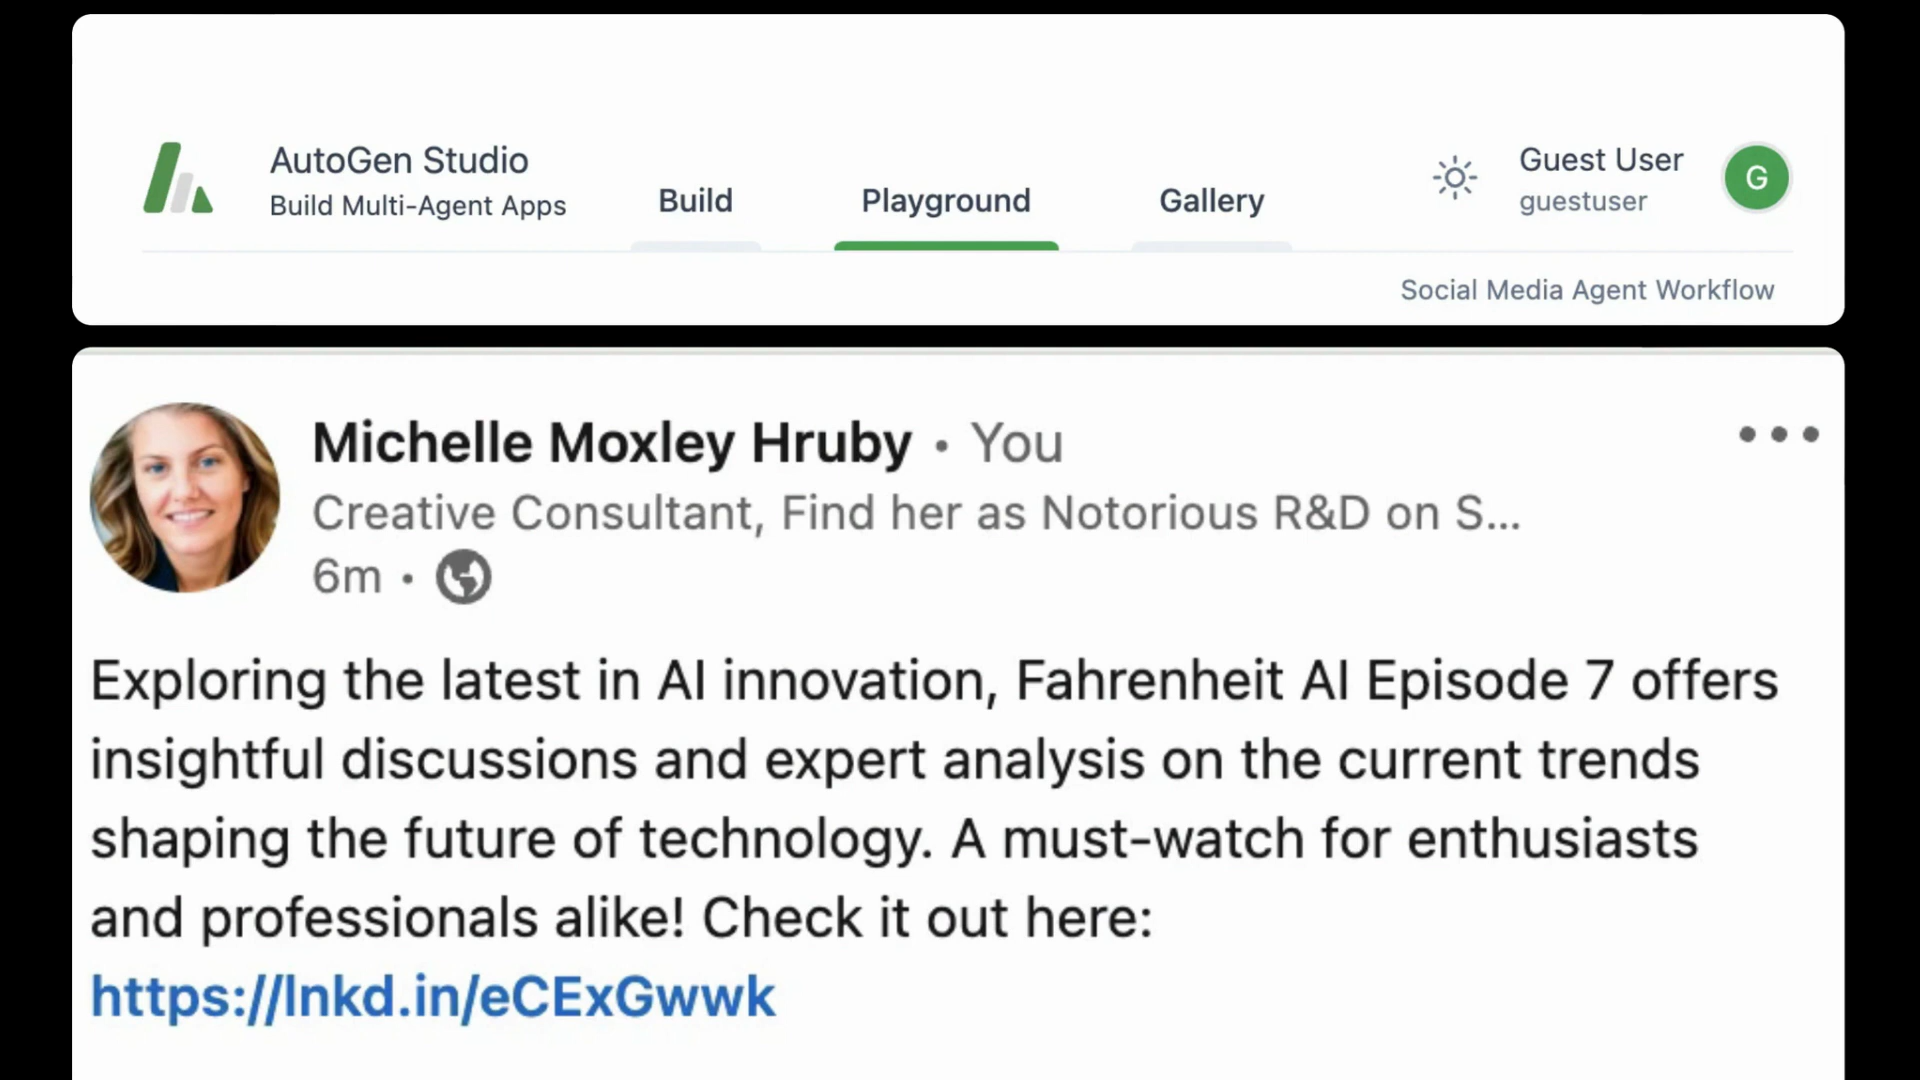 AutoGen Studio
Build Multi-Agent Apps
Build
Playground
Gallery
Guest User
guestuser
G
Social Media Agent Workflow
Michelle Moxley Hruby • You
Creative Consultant, Find her as Notorious R&D on S...
6m •
Exploring the latest in AI innovation, Fahrenheit AI Episode 7 offers
insightful discussions and expert analysis on the current trends
shaping the future of technology. A must-watch for enthusiasts
and professionals alike! Check it out here:
https://lnkd.in/eCExGwwk